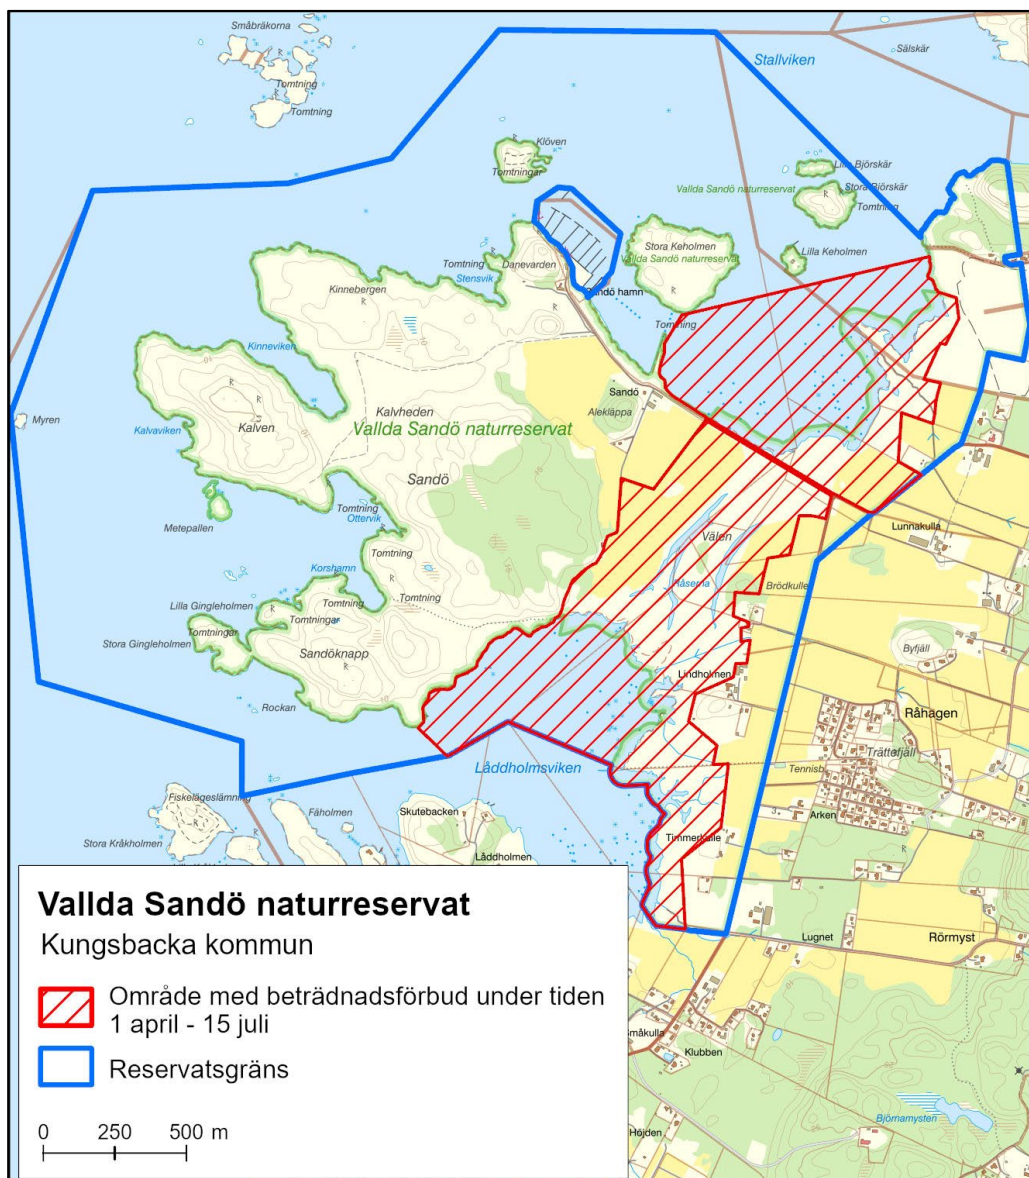 Småbräkorna
Tomtning
Tomtning
Stallviken
Sälskär
Klöven
Tomtningar
Lilla Björskär
Vallda Sandö naturreservat
Stora Björskär
Tomtning
Stora Keholmen
Vallda Sandö naturreservat
Lilla Keholmen
Tomtning
Danevarden
Stensvik
Kinnebergen
Sandö hamn
Tomtning
Kinneviken
Sandö
Alekläppa
Myren
Kalven
Kalvheden
Vallda Sandö naturreservat
Kalvaviken
Sandö
Metepallen
Tomtning
Ottervik
Lunnakulla
Välen
Råserna
Brödkulle
Tomtning
Korshamn
Tomtning
Tomtning
Lilla Gingleholmen
Tomtningar
Tomtningar
Stora Gingleholmen
Sandöknapp
Byfjäll
Lindholmen
Rockan
Råhagen
Trättefjäll
Låddholmsviken
Tennisb
Fiskelägeslämning
Fäholmen
Skutebacken
Arken
Stora Kråkholmen
Timmerkulle
Låddholmen
Lugnet
Rörmyst
Småkulla
Klubben
Björnamysten
Höjden
Vallda Sandö naturreservat
Kungsbacka kommun
Område med beträdnadsförbud under tiden
1 april - 15 juli
Reservatsgräns
0 250 500 m